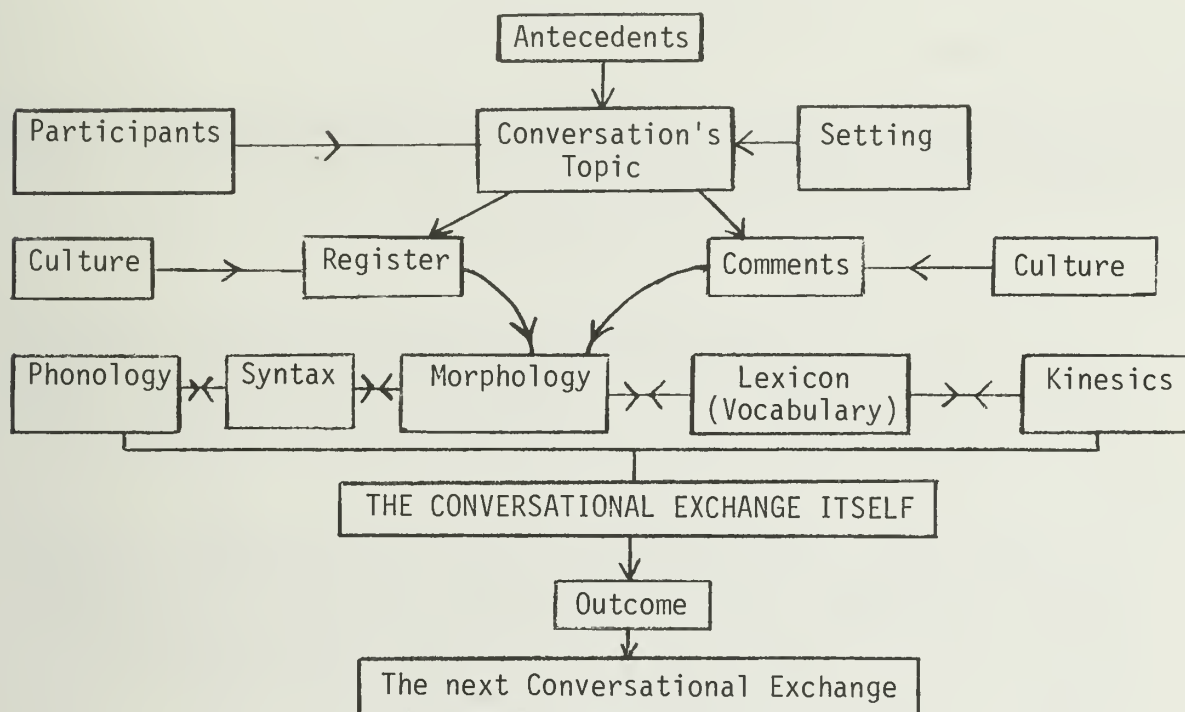 Antecedents
Participants
Conversation's
Topic
Setting
Culture
Register
Comments
Culture
Phonology
Syntax
Morphology
Lexicon
(Vocabulary)
Kinesics
THE CONVERSATIONAL EXCHANGE ITSELF
Outcome
The next Conversational Exchange